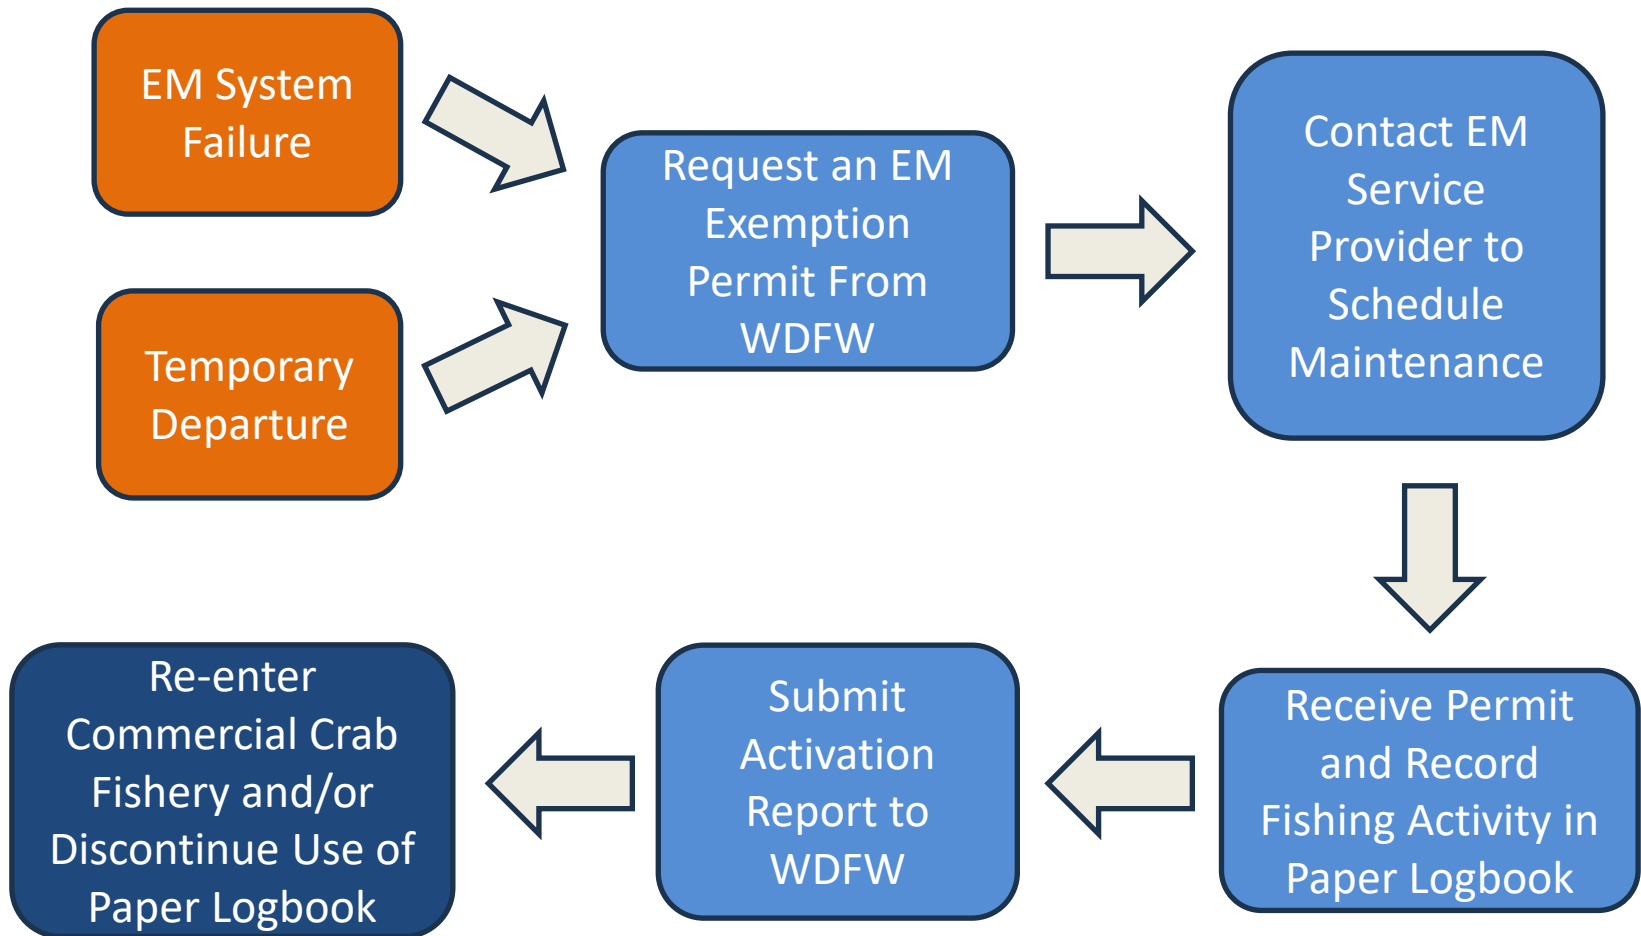 EM System
Failure
Temporary
Departure
Request an EM
Exemption
Permit From
WDFW
Contact EM
Service
Provider to
Schedule
Maintenance
Receive Permit
and Record
Fishing Activity in
Paper Logbook
Submit
Activation
Report to
WDFW
Re-enter
Commercial Crab
Fishery and/or
Discontinue Use of
Paper Logbook